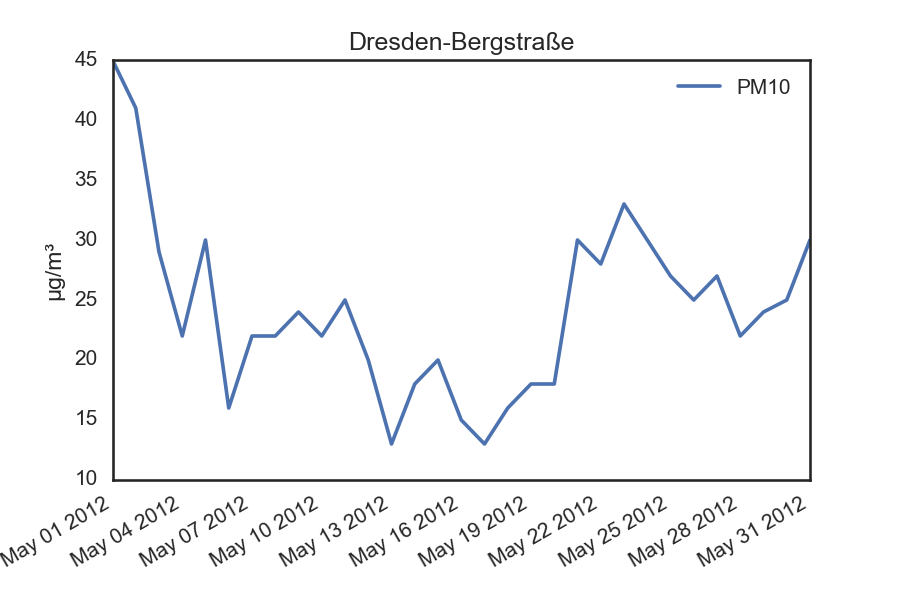 Dresden-Bergstraße
45
40
35
30
25
20
15
10
µg/m³
PM10
May 01 2012
May 04 2012
May 07 2012
May 10 2012
May 13 2012
May 16 2012
May 19 2012
May 22 2012
May 25 2012
May 28 2012
May 31 2012